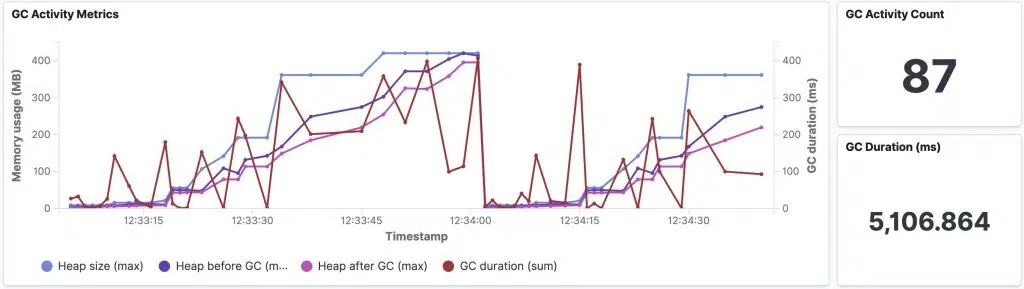 GC Activity Metrics
Memory usage (MB)
400
300
200
100
0
400
300
200
100
0
GC duration (ms)
12:33:15 12:33:30 12:33:45 12:34:00 12:34:15 12:34:30
Timestamp
Heap size (max) Heap before GC (m... Heap after GC (max) GC duration (sum)
GC Activity Count
87
GC Duration (ms)
5,106.864